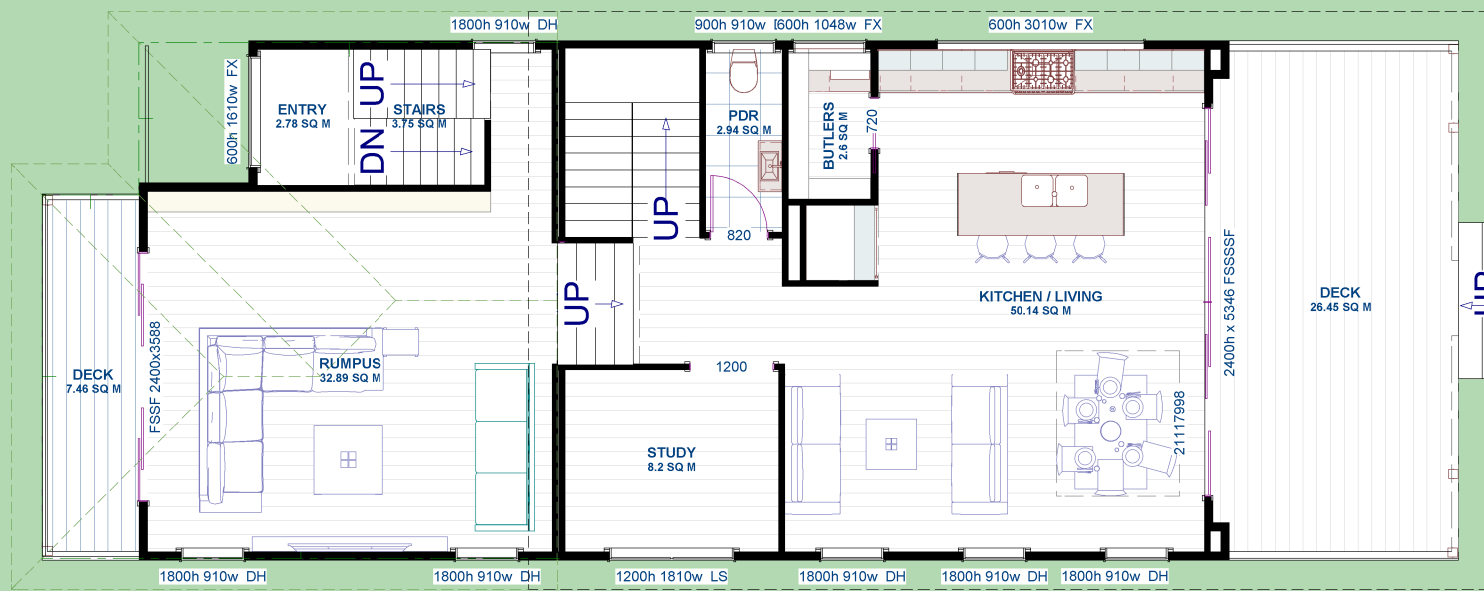 1800h 910w DH
900h 910w
600h 1048w FX
600h 3010w FX
600h 1610w FX
ENTRY
2.78 SQ M
UP
DN
STAIRS
3.75 SQ M
UP
PDR
2.94 SQ M
BUTLERS
2.6 SQ M
720
820
UP
KITCHEN / LIVING
50.14 SQ M
2400h x 5346 FSSSSF
DECK
26.45 SQ M
UP
DECK
7.46 SQ M
FSSF 2400x3588
RUMPUS
32.89 SQ M
1200
STUDY
8.2 SQ M
21117998
1800h 910w DH
1800h 910w DH
1200h 1810w LS
1800h 910w DH
1800h 910w DH
1800h 910w DH